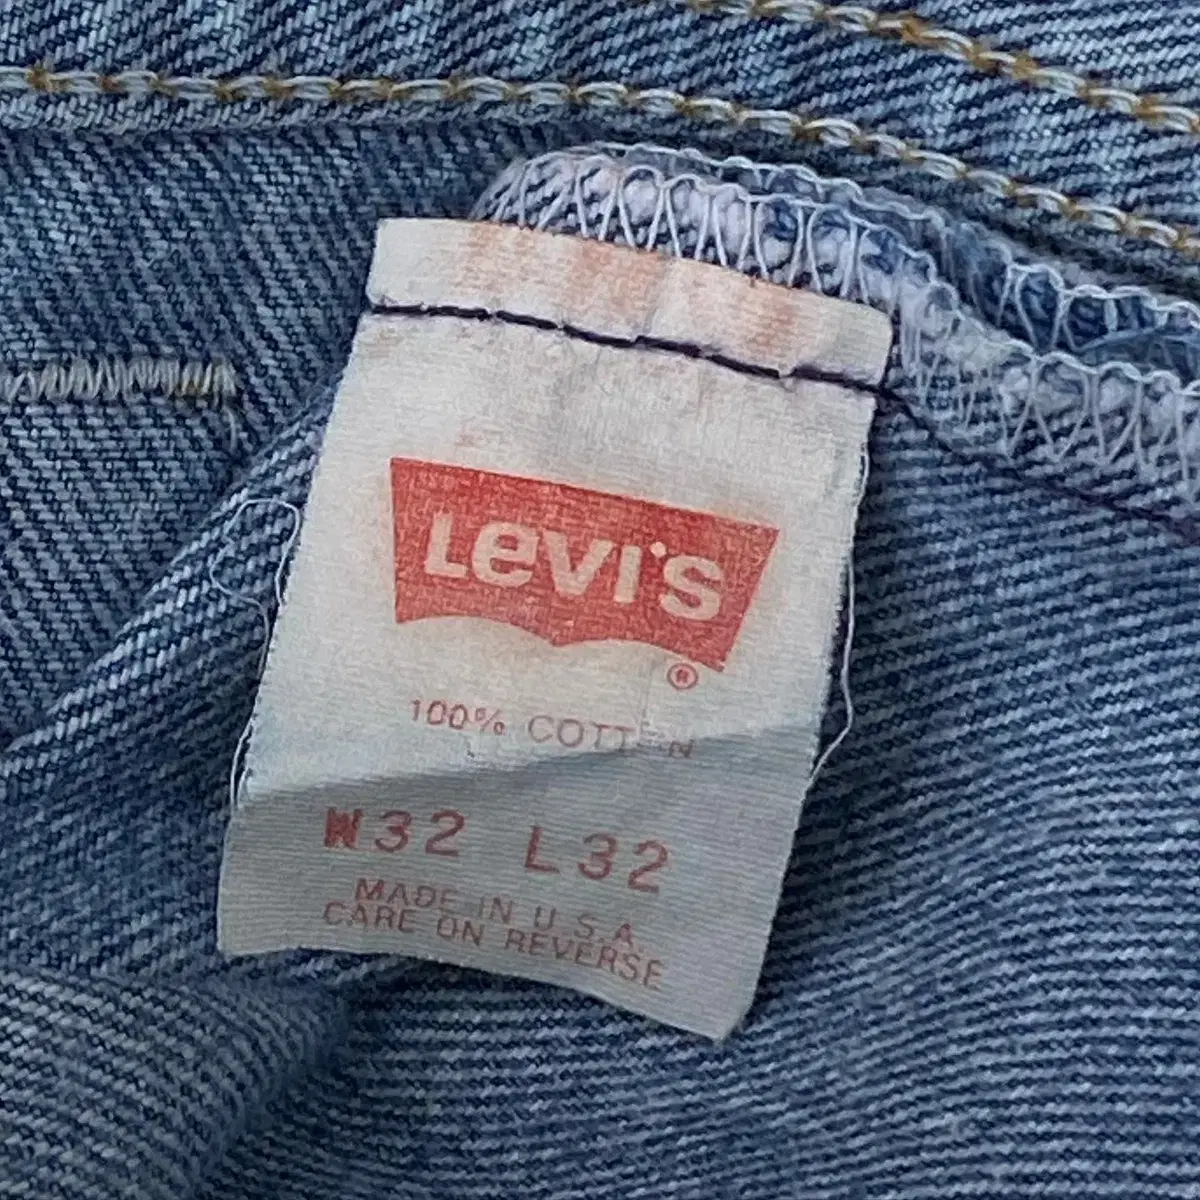 LEVI'S
®
100% COTTON
W32 L32
MADE IN U.S.A.
CARE ON REVERSE